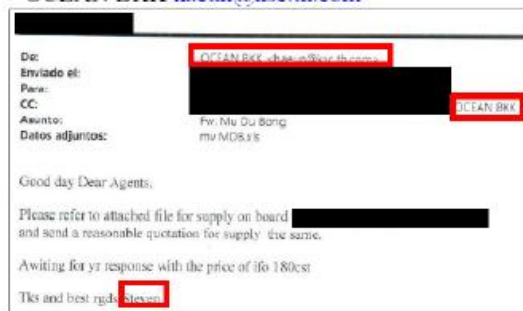 OCEAN BKK
De: OCEAN BKK
Enviado el:
Para:
CC: OCEAN BKK
Asunto: Fw: Mu Du Bong
Datos adjuntos: mv MDB.xls
Good day Dear Agents,
Please refer to attached file for supply on board
and send a reasonable quotation for supply the same.
Awiting for yr response with the price of ifo 180cst
Tks and best rgds Steven